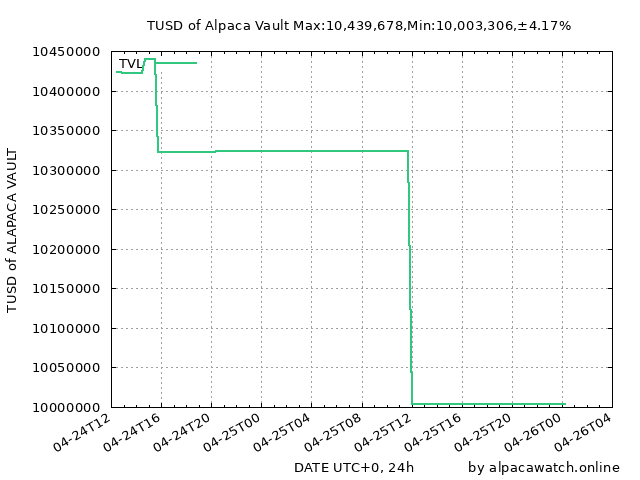 TUSD of Alpaca Vault Max:10,439,678,Min:10,003,306,±4.17%
TVL
10450000
10400000
10350000
10300000
10250000
10200000
10150000
10100000
10050000
10000000
TUSD of ALAPACA VAULT
04-24T12
04-24T16
04-24T20
04-25T00
04-25T04
04-25T08
04-25T12
04-25T16
04-25T20
04-26T00
04-26T04
DATE UTC+0, 24h
by alpacawatch.online